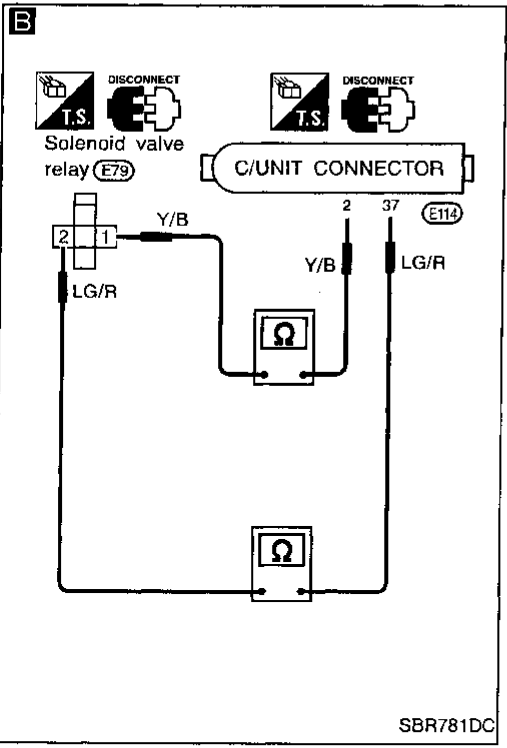 B
DISCONNECT
DISCONNECT
T.S.
T.S.
Solenoid valve
relay E79
C/UNIT CONNECTOR
2 37
E114
2 1
Y/B
Y/B
LG/R
LG/R
Ω
Ω
SBR781DC